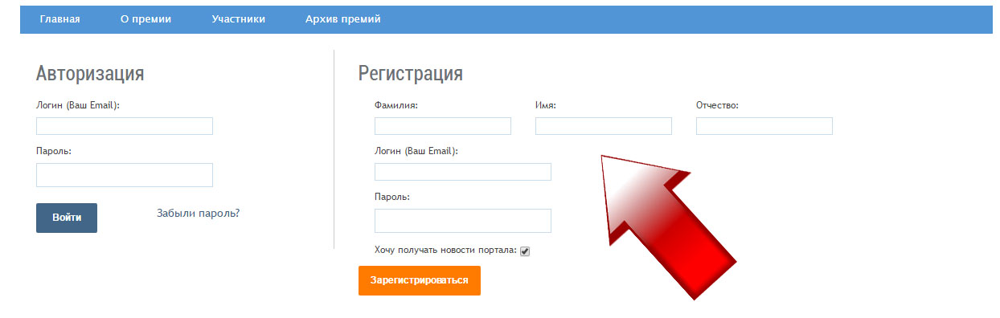 Главная О премии Участники Архив премий
Авторизация
Логин (Ваш Email):
Пароль:
Войти Забыли пароль?
Регистрация
Фамилия: Имя: Отчество:
Логин (Ваш Email):
Пароль:
Хочу получать новости портала:
Зарегистрироваться